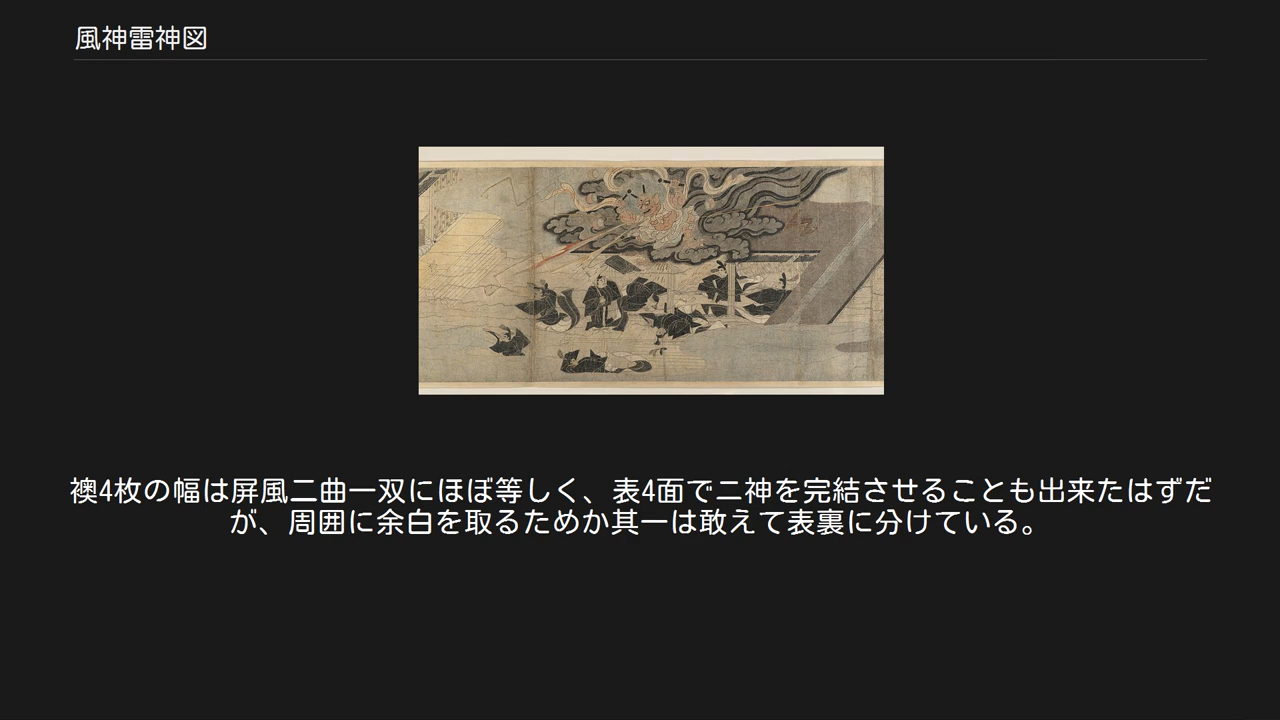 風神雷神図
襖4枚の幅は屏風二曲一双にほぼ等しく、表4面で二神を完結させることも出来たはずだ
が、周囲に余白を取るためか其一は敢えて表裏に分けている。